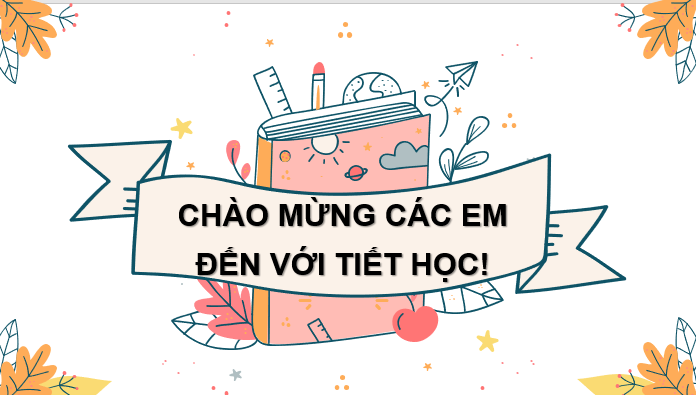 CHÀO MỪNG CÁC EM
ĐẾN VỚI TIẾT HỌC!